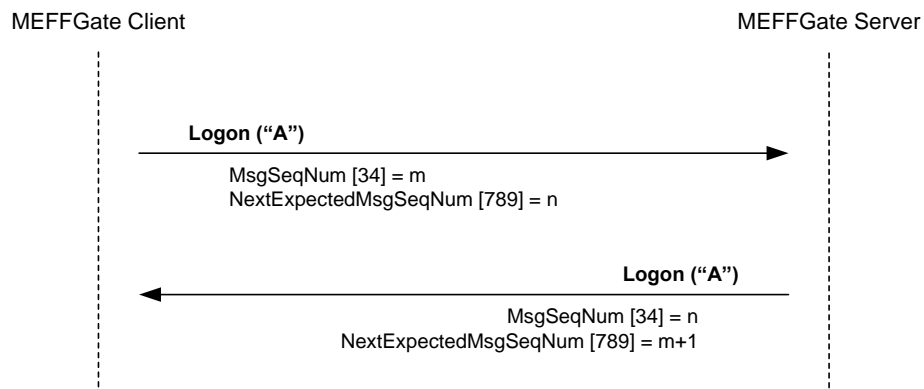 MEFFGate Client
MEFFGate Server
Logon (“A”)
MsgSeqNum [34] = m
NextExpectedMsgSeqNum [789] = n
Logon (“A”)
MsgSeqNum [34] = n
NextExpectedMsgSeqNum [789] = m+1